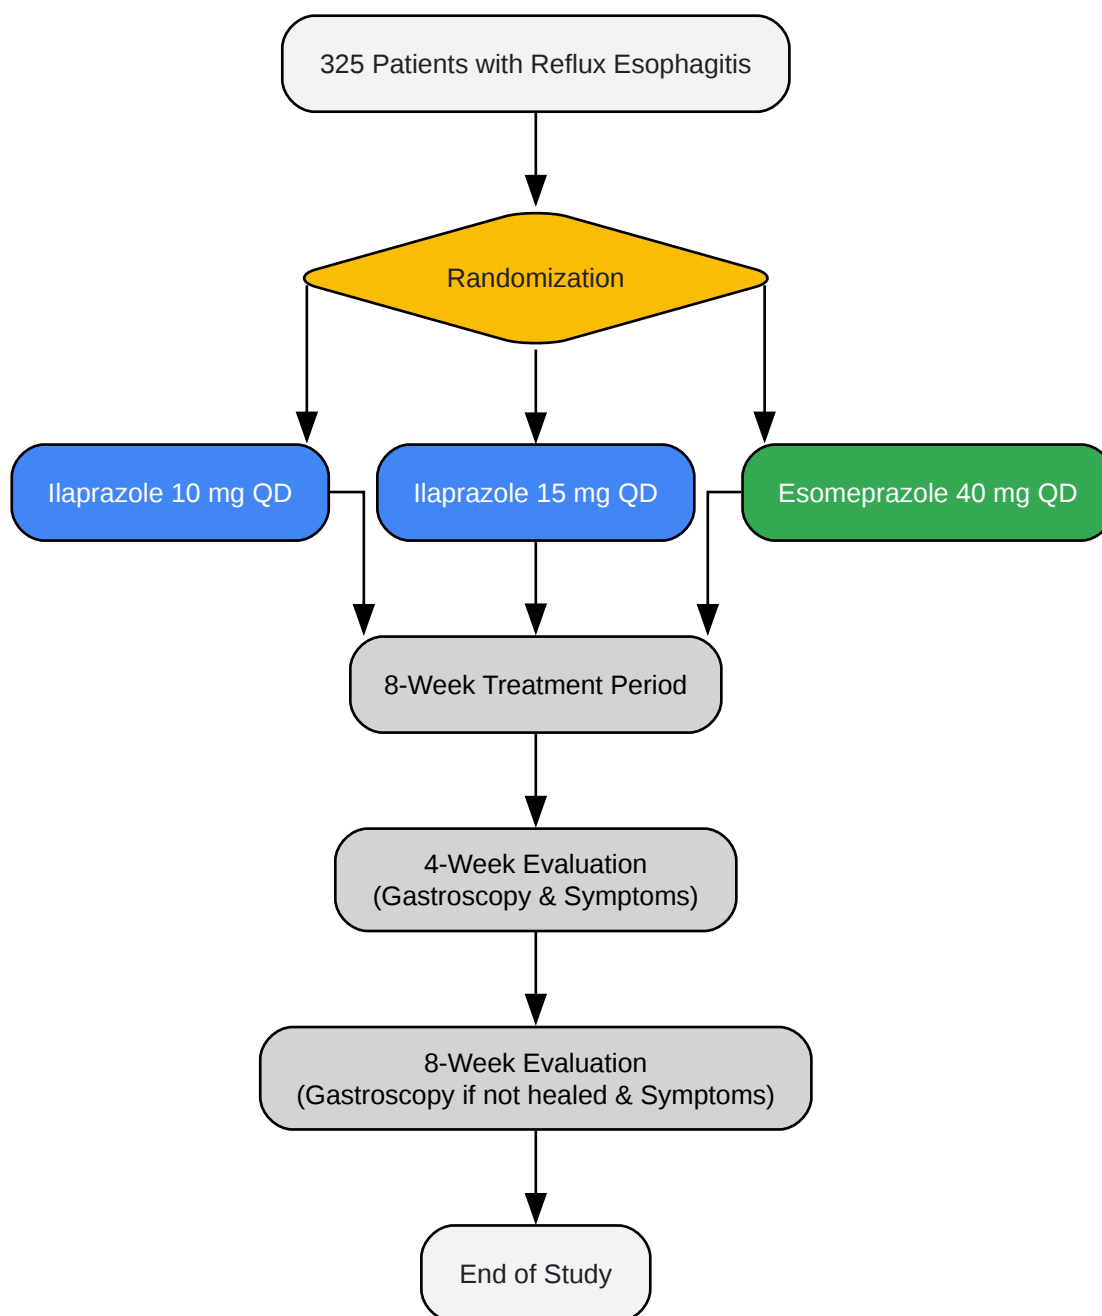 325 Patients with Reflux Esophagitis
Randomization
Ilaprazole 10 mg QD
Ilaprazole 15 mg QD
Esomeprazole 40 mg QD
8-Week Treatment Period
4-Week Evaluation
(Gastroscopy & Symptoms)
8-Week Evaluation
(Gastroscopy if not healed & Symptoms)
End of Study